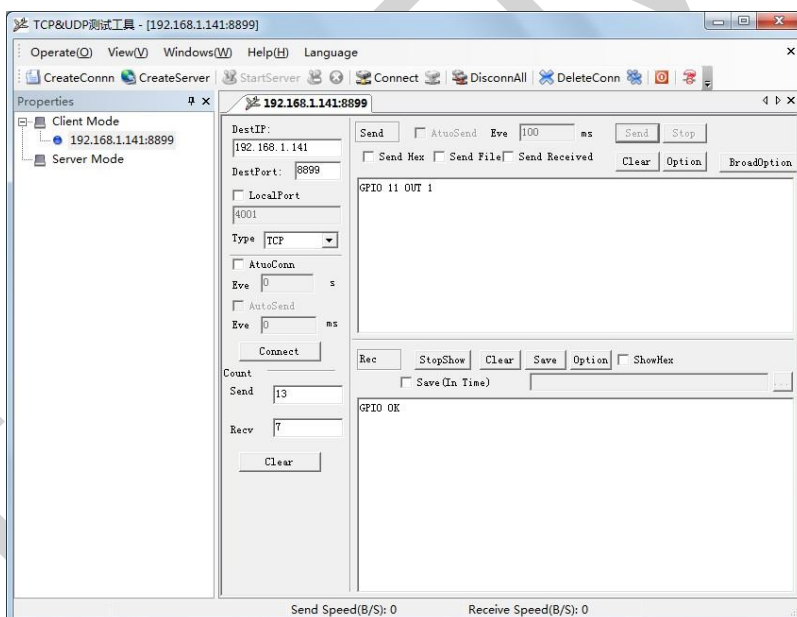 TCP&UDP测试工具 - [192.168.1.141:8899]
Operate(O) View(V) Windows(W) Help(H) Language
CreateConnn CreateServer StartServer Connect DisconnAll DeleteConn
Properties
Client Mode
192.168.1.141:8899
Server Mode
192.168.1.141:8899
DestIP:
192.168.1.141
DestPort: 8899
LocalPort
4001
Type TCP
AtuoConn
Eve 0 s
AutoSend
Eve 0 ms
Connect
Count
Send 13
Recv 7
Clear
Send AtuoSend Eve 100 ms Send Stop
Send Hex Send File Send Received Clear Option BroadOption
GPIO 11 OUT 1
Rec StopShow Clear Save Option ShowHex
Save(In Time) ...
GPIO OK
Send Speed(B/S): 0 Receive Speed(B/S): 0